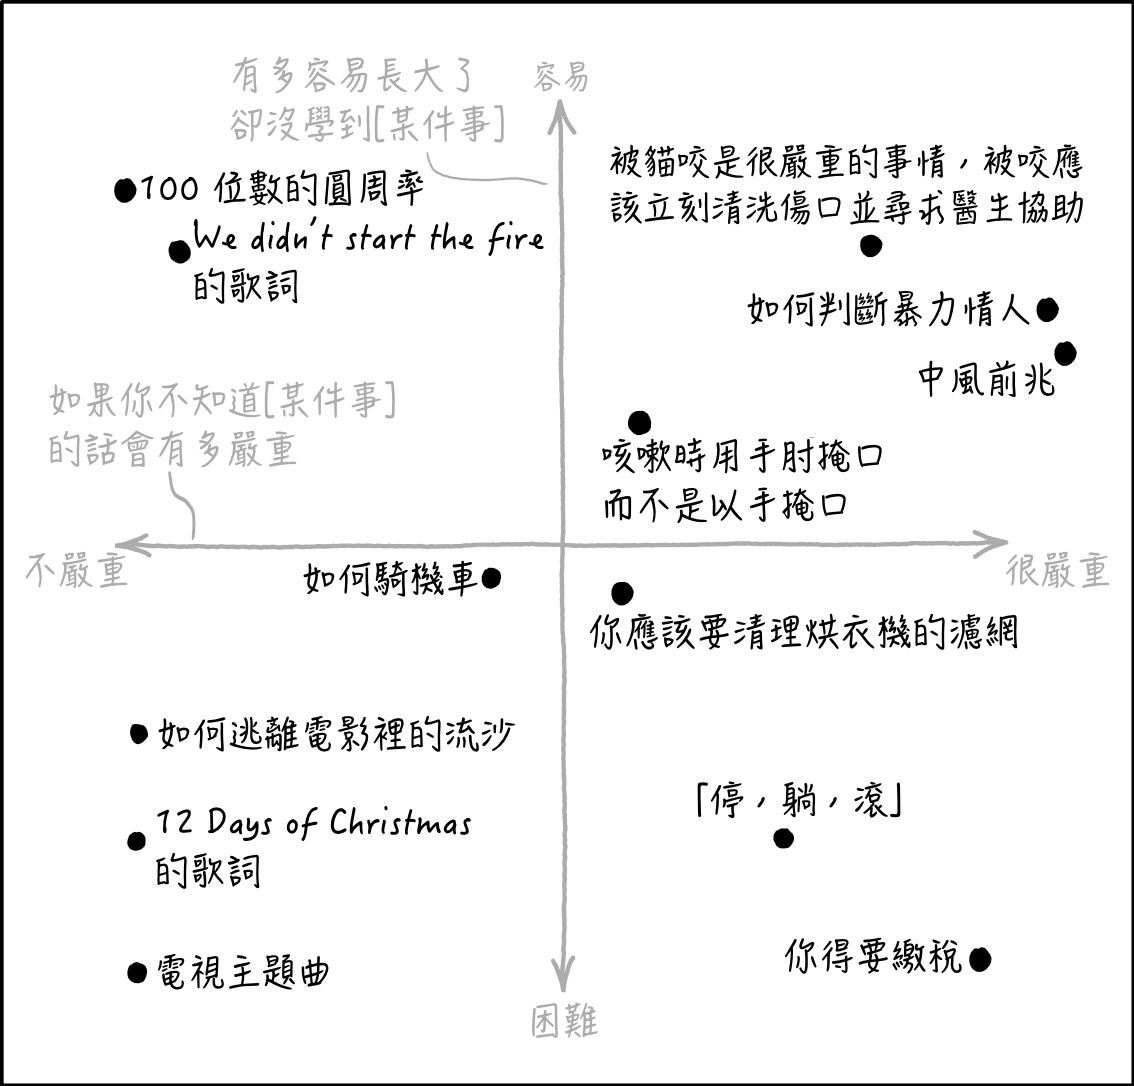 有多容易長大了
卻沒學到[某件事]
容易
100 位數的圓周率
We didn't start the fire
的歌詞
被貓咬是很嚴重的事情，被咬應
該立刻清洗傷口並尋求醫生協助
如何判斷暴力情人
中風前兆
如果你不知道[某件事]
的話會有多嚴重
咳嗽時用手肘掩口
而不是以手掩口
不嚴重
很嚴重
如何騎機車
你應該要清理烘衣機的濾網
如何逃離電影裡的流沙
「停，躺，滾」
12 Days of Christmas
的歌詞
電視主題曲
你得要繳稅
困難